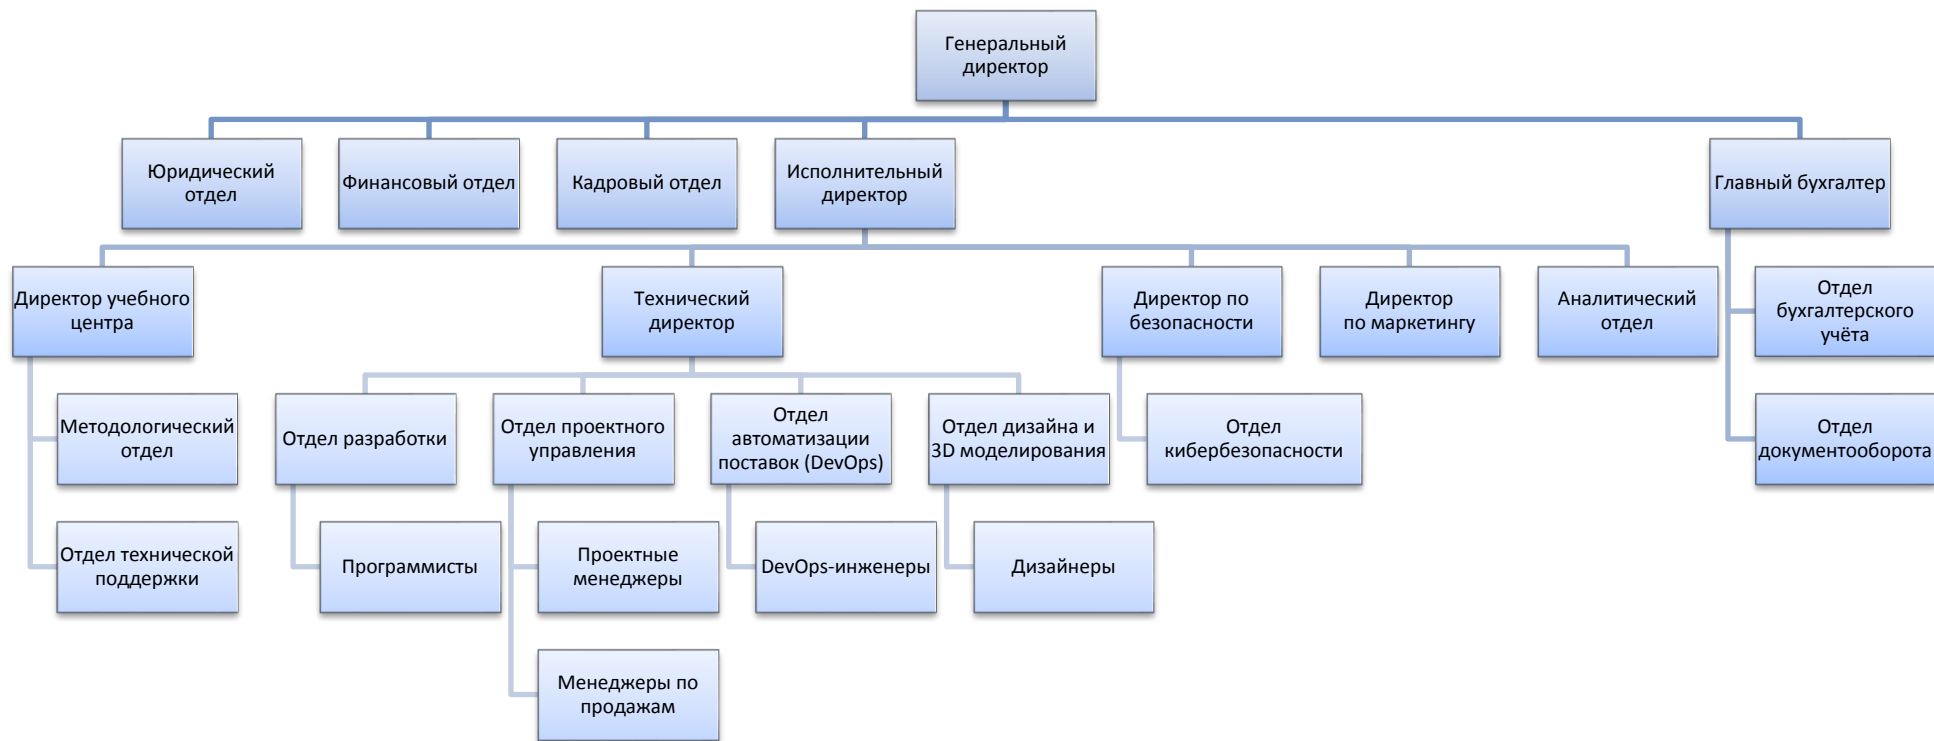 Генеральный
директор
Юридический
отдел
Финансовый отдел
Кадровый отдел
Исполнительный
директор
Главный бухгалтер
Директор учебного
центра
Технический
директор
Директор по
безопасности
Директор
по маркетингу
Аналитический
отдел
Отдел
бухгалтерского
учёта
Методологический
отдел
Отдел разработки
Отдел проектного
управления
Отдел
автоматизации
поставок (DevOps)
Отдел дизайна и
3D моделирования
Отдел
кибербезопасности
Отдел
документооборота
Отдел технической
поддержки
Программисты
Проектные
менеджеры
DevOps-инженеры
Дизайнеры
Менеджеры по
продажам